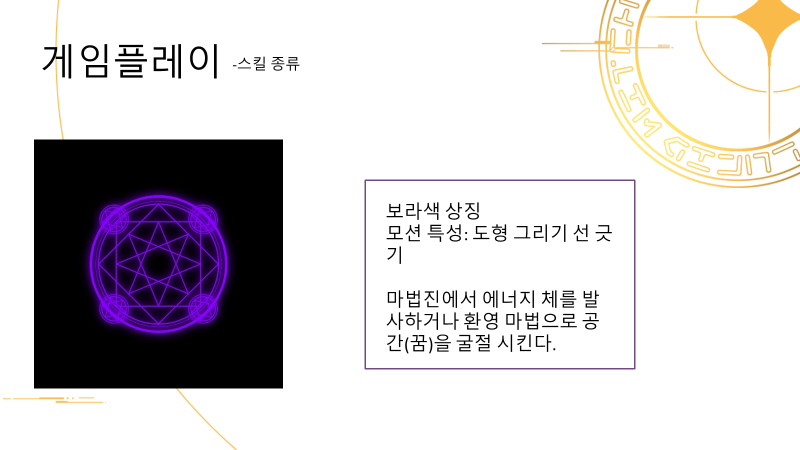 게임플레이 -스킬 종류
보라색 상징
모션 특성: 도형 그리기 선 긋
기
마법진에서 에너지 체를 발
사하거나 환영 마법으로 공
간(꿈)을 굴절 시킨다.